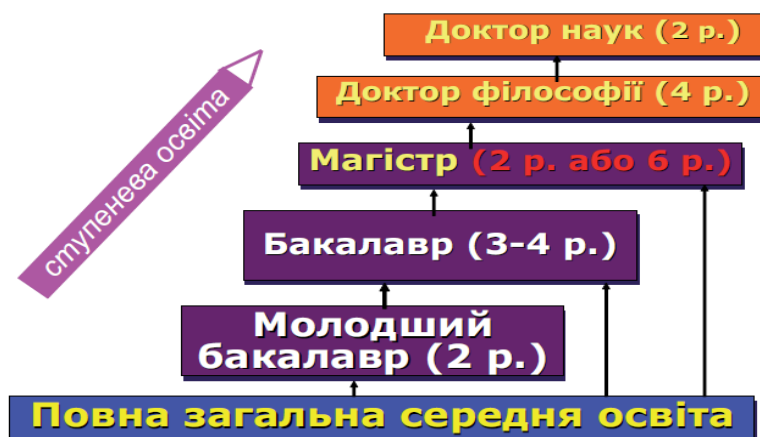 Доктор наук (2 р.)
Доктор філософії (4 р.)
Магістр (2 р. або 6 р.)
Бакалавр (3-4 р.)
Молодший
бакалавр (2 р.)
Повна загальна середня освіта
ступенева освіта